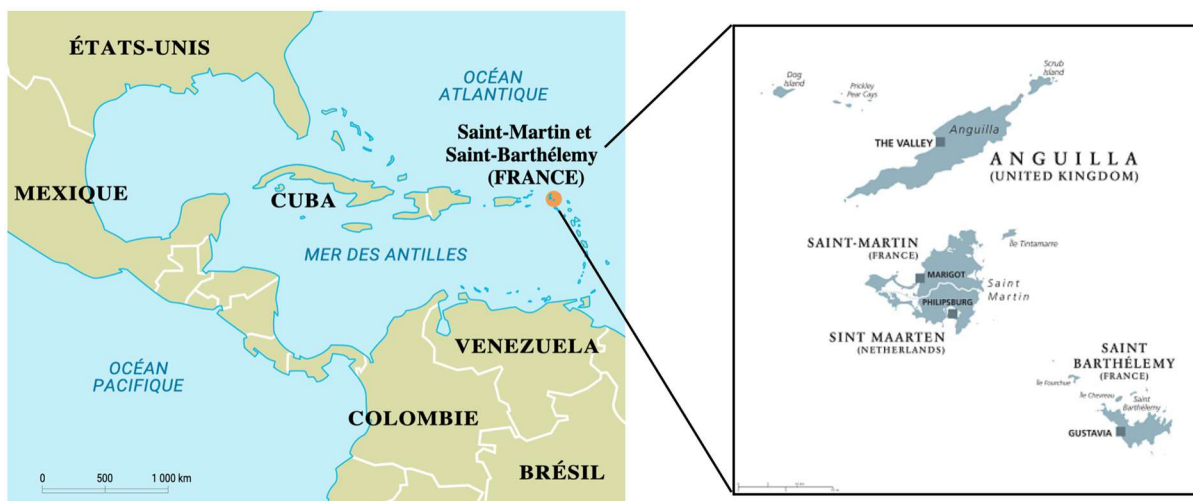 ÉTATS-UNIS
OCÉAN
ATLANTIQUE
Saint-Martin et
Saint-Barthélemy
(FRANCE)
MEXIQUE
CUBA
MER DES ANTILLES
OCÉAN
PACIFIQUE
VENEZUELA
COLOMBIE
BRÉSIL
0 500 1 000 km
Dog
Island
Prickley
Pear Cays
Scrub
Island
Anguilla
THE VALLEY
ANGUILLA
(UNITED KINGDOM)
SAINT-MARTIN
(FRANCE)
Île Tintamarre
MARIGOT
Saint
Martin
PHILIPSBURG
SINT MAARTEN
(NETHERLANDS)
SAINT
BARTHÉLEMY
(FRANCE)
Île Fourchue
Île Chevreau
Saint
Barthélemy
GUSTAVIA